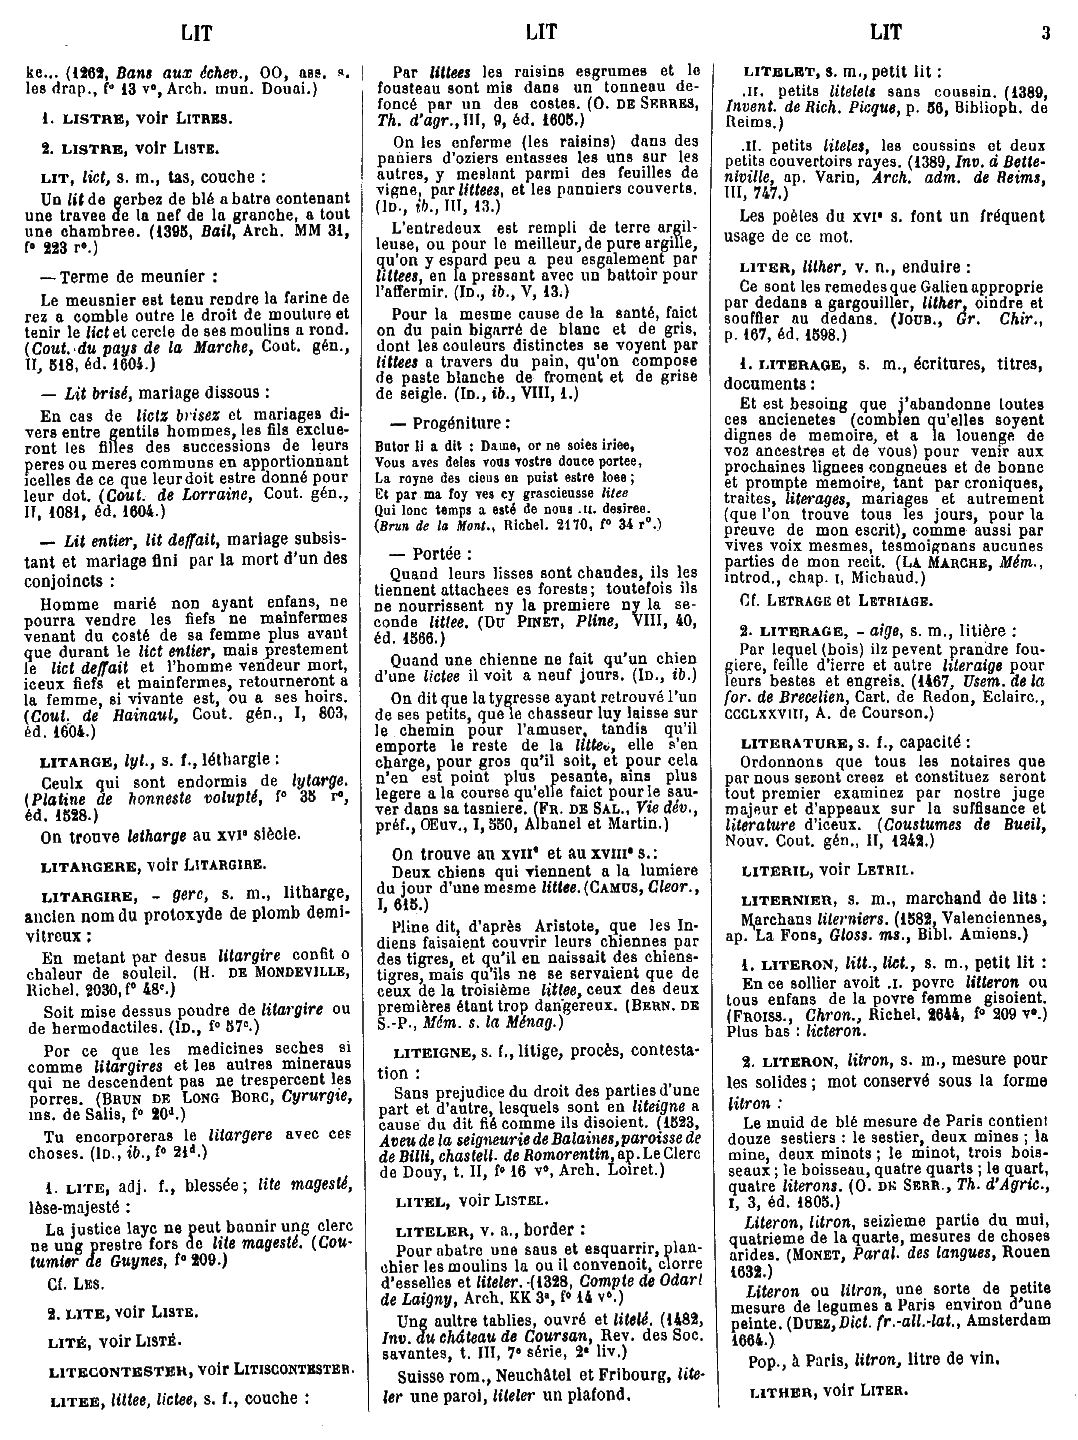 LIT LIT LIT 3
ke... (1262, Bans aux échev., OO, ass. s.
les drap., f° 13 v°, Arch. mun. Douai.)
1. LISTRE, voir LITRES.
2. LISTRE, voir LISTE.
LIT, lict, s. m., tas, couche :
Un lit de gerbez de blé a batre contenant
une travee de la nef de la granche, a tout
une chambree. (1395, Bail, Arch. MM 31,
f° 223 r°.)
— Terme de meunier :
Le meusnier est tenu rendre la farine de
rez a comble outre le droit de mouture et
tenir le lict et cercle de ses moulins a rond.
(Cout. du pays de la Marche, Cout. gén.,
II, 518, éd. 1604.)
— Lit brisé, mariage dissous :
En cas de lictz brisez et mariages di-
vers entre gentils hommes, les fils exclue-
ront les filles des successions de leurs
peres ou meres communs en apportionnant
icelles de ce que leur doit estre donné pour
leur dot. (Cout. de Lorraine, Cout. gén.,
II, 1081, éd. 1604.)
— Lit entier, lit deffait, mariage subsis-
tant et mariage fini par la mort d'un des
conjoincts :
Homme marié non ayant enfans, ne
pourra vendre les fiefs ne mainfermes
venant du costé de sa femme plus avant
que durant le lict entier, mais prestement
le lict deffait et l'homme vendeur mort,
iceux fiefs et mainfermes, retourneront a
la femme, si vivante est, ou a ses hoirs.
(Cout. de Hainaut, Cout. gén., I, 803,
éd. 1604.)
LITARGE, lyt., s. f., léthargie :
Ceulx qui sont endormis de lytarge.
(Platine de honneste volupté, f° 35 r°,
éd. 1528.)
On trouve letharge au XVIe siècle.
LITARGERE, voir LITARGIRE.
LITARGIRE, - gere, s. m., litharge,
ancien nom du protoxyde de plomb demi-
vitreux :
En metant par desus litargire confit o
chaleur de souleil. (H. DE MONDEVILLE,
Richel. 2030, f° 48c.)
Soit mise dessus poudre de litargire ou
de hermodactiles. (ID., f° 57c.)
Por ce que les medicines seches si
comme litargires et les autres mineraus
qui ne descendent pas ne trespercent les
porres. (BRUN DE LONG BORC, Cyrurgie,
ms. de Salis, f° 20d.)
Tu encorporeras le litargere avec ces
choses. (ID., ib., f° 21d.)
1. LITE, adj. f., blessée ; lite magesté,
lèse-majesté :
La justice laye ne peut bannir ung clerc
ne ung prestre fors de lite magesté. (Cou-
tumier de Guynes, f° 209.)
Cf. LES.
2. LITE, voir LISTE.
LITÉ, voir LISTÉ.
LITECONTESTER, voir LITISCONTESTER.
LITEE, littee, lictee, s. f., couche :
Par littees les raisins esgrumes et le
fousteau sont mis dans un tonneau de-
foncé par un des costes. (O. DE SERRES,
Th. d'agr., III, 9, éd. 1605.)
On les enferme (les raisins) dans des
paniers d'oziers entasses les uns sur les
autres, y meslant parmi des feuilles de
vigne, par littees, et les panniers couverts.
(ID., ib., III, 13.)
L'entredeux est rempli de terre argil-
leuse, ou pour le meilleur, de pure argille,
qu'on y espard peu a peu esgalement par
littees, en la pressant avec un battoir pour
l'affermir. (ID., ib., V, 13.)
Pour la mesme cause de la santé, faict
on du pain bigarré de blanc et de gris,
dont les couleurs distinctes se voyent par
littees a travers du pain, qu'on compose
de paste blanche de froment et de grise
de seigle. (ID., ib., VIII, 1.)
— Progéniture :
Butor li a dit : Dame, or ne soies iriee,
Vous aves deles vous vostre douce portee,
La royne des cieus en puist estre loee ;
Et par ma foy ves cy grascieusse litee
Qui lonc temps a esté de nous .II. desiree.
(Brun de la Mont., Richel. 2170, f° 34 r°.)
— Portée :
Quand leurs lisses sont chaudes, ils les
tiennent attachees es forests; toutefois ils
ne nourrissent ny la premiere ny la se-
conde littee. (DU PINET, Pline, VIII, 40,
éd. 1566.)
Quand une chienne ne fait qu'un chien
d'une lictee il voit a neuf jours. (ID., ib.)
On dit que la tygresse ayant retrouvé l'un
de ses petits, que le chasseur luy laisse sur
le chemin pour l'amuser, tandis qu'il
emporte le reste de la littee, elle s'en
charge, pour gros qu'il soit, et pour cela
n'en est point plus pesante, ains plus
legere a la course qu'elle faict pour le sau-
ver dans sa tasniere. (FR. DE SAL., Vie dév.,
préf., Œuv., I, 550, Albanel et Martin.)
On trouve au XVIIe et au XVIIIe s. :
Deux chiens qui viennent a la lumiere
du jour d'une mesme littee. (CAMUS, Cleor.,
I, 615.)
Pline dit, d'après Aristote, que les In-
diens faisaient couvrir leurs chiennes par
des tigres, et qu'il en naissait des chiens-
tigres, mais qu'ils ne se servaient que de
ceux de la troisième littee, ceux des deux
premières étant trop dangereux. (BERN. DE
S.-P., Mém. s. la Ménag.)
LITEIGNE, s. f., litige, procès, contesta-
tion :
Sans prejudice du droit des parties d'une
part et d'autre, lesquels sont en liteigne a
cause du dit fié comme ils disoient. (1523,
Aveu de la seigneurie de Balaines, paroisse de
de Billi, chastell. de Romorentin, ap. Le Clerc
de Douy, t. II, f° 16 v°, Arch. Loiret.)
LITEL, voir LISTEL.
LITELER, v. a., border :
Pour abatre une saus et esquarrir, plan-
chier les moulins la ou il convenoit, clorre
d'esselles et liteler. (1328, Compte de Odart
de Laigny, Arch. KK 3a, f° 14 v°.)
Ung aultre tablies, ouvré et litelé. (1482,
Inv. du château de Coursan, Rev. des Soc.
savantes, t. III, 7e série, 2e liv.)
Suisse rom., Neuchâtel et Fribourg, lite-
ler une paroi, liteler un plafond.
LITELET, s. m., petit lit :
.II. petits litelets sans coussin. (1389,
Invent. de Rich. Picque, p. 56, Biblioph. de
Reims.)
.II. petits liteles, les coussins et deux
petits couvertoirs rayes. (1389, Inv. à Bette-
niville, ap. Varin, Arch. adm. de Reims,
III, 747.)
Les poètes du XVIe s. font un fréquent
usage de ce mot.
LITER, lither, v. n., enduire :
Ce sont les remedes que Galien approprie
par dedans a gargouiller, lither, oindre et
souffler au dedans. (JOUB., Gr. Chir.,
p. 167, éd. 1598.)
1. LITERAGE, s. m., écritures, titres,
documents :
Et est besoing que j'abandonne toutes
ces ancienetes (combien qu'elles soyent
dignes de memoire, et a la louenge de
voz ancestres et de vous) pour venir aux
prochaines lignees congneues et de bonne
et prompte memoire, tant par croniques,
traites, literages, mariages et autrement
(que l'on trouve tous les jours, pour la
preuve de mon escrit), comme aussi par
vives voix mesmes, tesmoignans aucunes
parties de mon recit. (LA MARCHE, Mém.,
introd., chap. I, Michaud.)
Cf. LETRAGE et LETRIAGE.
2. LITERAGE, - aige, s. m., litière :
Par lequel (bois) ilz pevent prandre fou-
giere, feille d'ierre et autre literaige pour
leurs bestes et engreis. (1467, Usem. de la
for. de Brecelien, Cart. de Redon, Eclairc.,
CCCLXXVIII, A. de Courson.)
LITERATURE, s. f., capacité :
Ordonnons que tous les notaires que
par nous seront creez et constituez seront
tout premier examinez par nostre juge
majeur et d'appeaux sur la suffisance et
literature d'iceux. (Coustumes de Bueil,
Nouv. Cout. gén., II, 1242.)
LITERIL, voir LETRIL.
LITERNIER, s. m., marchand de lits :
Marchans literniers. (1582, Valenciennes,
ap. La Fons, Gloss. ms., Bibl. Amiens.)
1. LITERON, litt., lict., s. m., petit lit :
En ce sollier avoit .I. povre litteron ou
tous enfans de la povre femme gisoient.
(FROISS., Chron., Richel. 2644, f° 209 v°.)
Plus bas : licteron.
2. LITERON, litron, s. m., mesure pour
les solides ; mot conservé sous la forme
litron :
Le muid de blé mesure de Paris contient
douze sestiers : le sestier, deux mines ; la
mine, deux minots ; le minot, trois bois-
seaux ; le boisseau, quatre quarts ; le quart,
quatre literons. (O. DE SERR., Th. d'Agric.,
I, 3, éd. 1805.)
Literon, litron, seizieme partie du mui,
quatrieme de la quarte, mesures de choses
arides. (MONET, Paral. des langues, Rouen
1632.)
Literon ou litron, une sorte de petite
mesure de legumes a Paris environ d'une
peinte. (DUEZ, Dict. fr.-all.-lat., Amsterdam
1664.)
Pop., à Paris, litron, litre de vin.
LITHER, voir LITER.